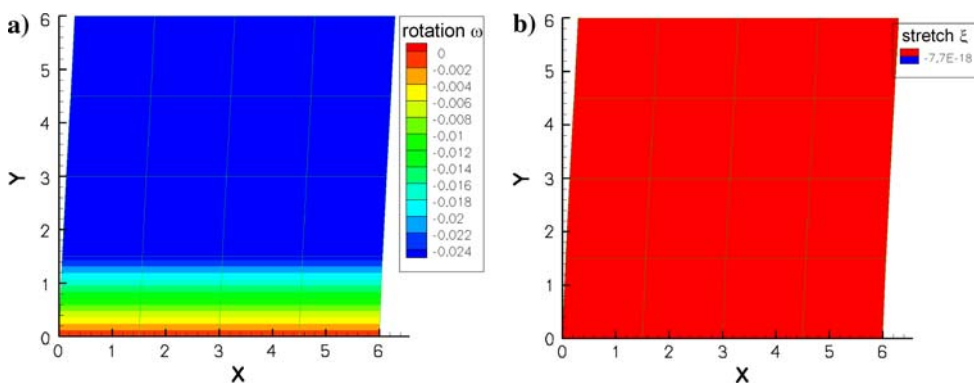 a)
rotation ω
0
-0.002
-0.004
-0.006
-0.008
-0.01
-0.012
-0.014
-0.016
-0.018
-0.02
-0.022
-0.024
6
5
4
3
2
1
0
Y
0 1 2 3 4 5 6
X
b)
stretch ξ
-7.7E-18
6
5
4
3
2
1
0
Y
0 1 2 3 4 5 6
X